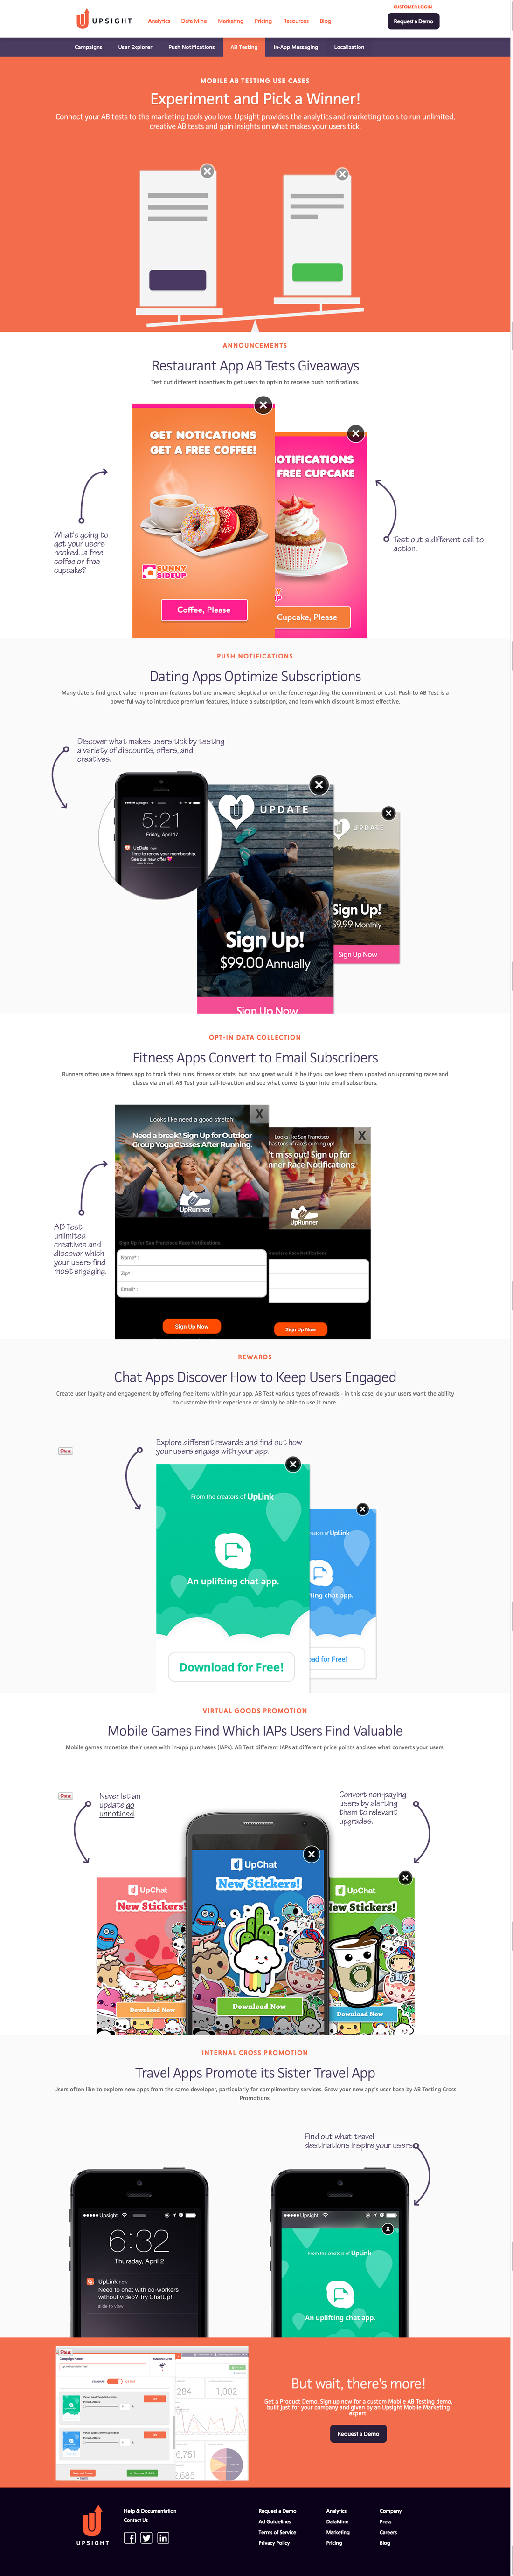 CUSTOMER LOGIN
UPSIGHT
Analytics Data Mine Marketing Pricing Resources Blog
Request a Demo
Campaigns User Explorer Push Notifications AB Testing In-App Messaging Localization
MOBILE AB TESTING USE CASES
Experiment and Pick a Winner!
Connect your AB tests to the marketing tools you love. Upsight provides the analytics and marketing tools to run unlimited,
creative AB tests and gain insights on what makes your users tick.
ANNOUNCEMENTS
Restaurant App AB Tests Giveaways
Test out different incentives to get users to opt-in to receive push notifications.
GET NOTICATIONS
GET A FREE COFFEE!
OTIFICATIONS
FREE CUPCAKE
What's going to
get your users
hooked...a free
coffee or free
cupcake?
Test out a different call to
action.
SUNNY
SIDEUP
NY
UP
Coffee, Please
Cupcake, Please
PUSH NOTIFICATIONS
Dating Apps Optimize Subscriptions
Many daters find great value in premium features but are unaware, skeptical or on the fence regarding the commitment or cost. Push to AB Test is a
powerful way to introduce premium features, induce a subscription, and learn which discount is most effective.
Discover what makes users tick by testing
a variety of discounts, offers, and
creatives.
Upsight
5:21
Friday, April 17
UpDate now
Time to renew your membership.
See our new offer
UPDATE
Sign Up!
$99.00 Annually
Sign Up Now
UPDATE
Sign Up!
$9.99 Monthly
Sign Up Now
OPT-IN DATA COLLECTION
Fitness Apps Convert to Email Subscribers
Runners often use a fitness app to track their runs, fitness or stats, but how great would it be if you can keep them updated on upcoming races and
classes via email. AB Test your call-to-action and see what converts your into email subscribers.
Looks like need a good stretch!
X
Need a break? Sign Up for Outdoor
Group Yoga Classes After Running.
UpRunner
Looks like San Francisco
has tons of races coming up!
X
't miss out! Sign up for
nner Race Notifications.
UpRunner
AB Test
unlimited
creatives and
discover which
your users find
most engaging.
Sign Up for San Francisco Race Notifications
Name* :
Zip* :
Email* :
Sign Up Now
Francisco Race Notifications
Sign Up Now
REWARDS
Chat Apps Discover How to Keep Users Engaged
Create user loyalty and engagement by offering free items within your app. AB Test various types of rewards - in this case, do your users want the ability
to customize their experience or simply be able to use it more.
Pin it
Explore different rewards and find out how
your users engage with your app.
From the creators of UpLink
An uplifting chat app.
Download for Free!
creators of UpLink
ting chat app.
oad for Free!
VIRTUAL GOODS PROMOTION
Mobile Games Find Which IAPs Users Find Valuable
Mobile games monetize their users with in-app purchases (IAPs). AB Test different IAPs at different price points and see what converts your users.
Pin it
Never let an
update go
unnoticed.
Convert non-paying
users by alerting
them to relevant
upgrades.
UpChat
New Stickers!
Download Now
UpChat
New Stickers!
Download Now
UpChat
New Stickers!
Download Now
INTERNAL CROSS PROMOTION
Travel Apps Promote its Sister Travel App
Users often like to explore new apps from the same developer, particularly for complimentary services. Grow your new app's user base by AB Testing Cross
Promotions.
Find out what travel
destinations inspire your users.
Upsight
6:32
Thursday, April 2
UpLink now
Need to chat with co-workers
without video? Try ChatUp!
slide to view
Upsight
X
From the creators of UpLink
An uplifting chat app.
Pin it
Campaign Name
ANNOUNCEMENT
STANDARD
AB TESTING
234
1,002
6,751
2,685
But wait, there's more!
Get a Product Demo. Sign up now for a custom Mobile AB Testing demo,
built just for your company and given by an Upsight Mobile Marketing
expert.
Request a Demo
UPSIGHT
Help & Documentation
Contact Us
Request a Demo
Ad Guidelines
Terms of Service
Privacy Policy
Analytics
DataMine
Marketing
Pricing
Company
Press
Careers
Blog